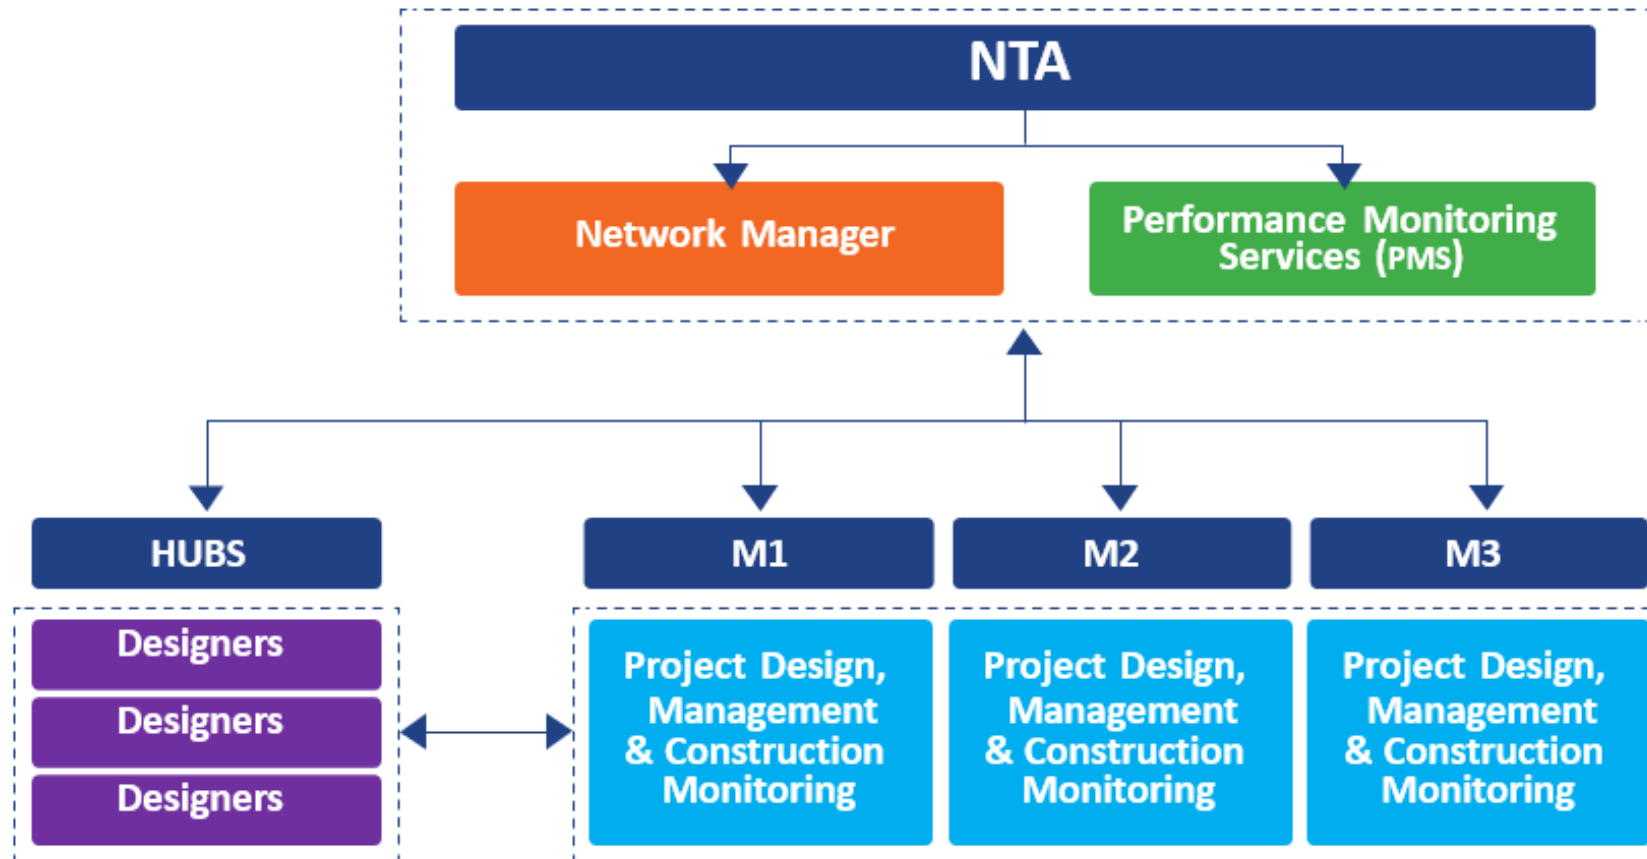 NTA
Network Manager
Performance Monitoring
Services (PMS)
HUBS
M1
M2
M3
Designers
Designers
Designers
Project Design,
Management
& Construction
Monitoring
Project Design,
Management
& Construction
Monitoring
Project Design,
Management
& Construction
Monitoring